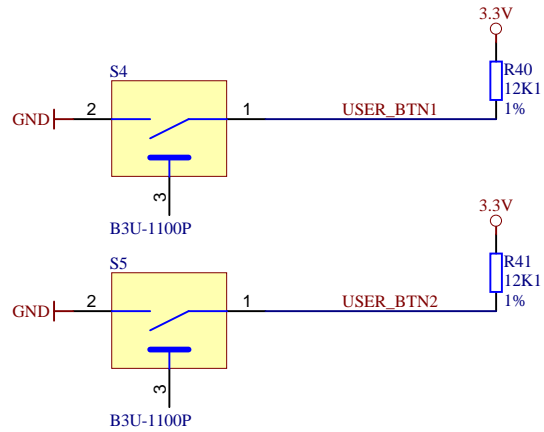 3.3V
S4
R40
12K1
1%
GND
2
1
USER_BTN1
3
B3U-1100P
3.3V
S5
R41
12K1
1%
GND
2
1
USER_BTN2
3
B3U-1100P